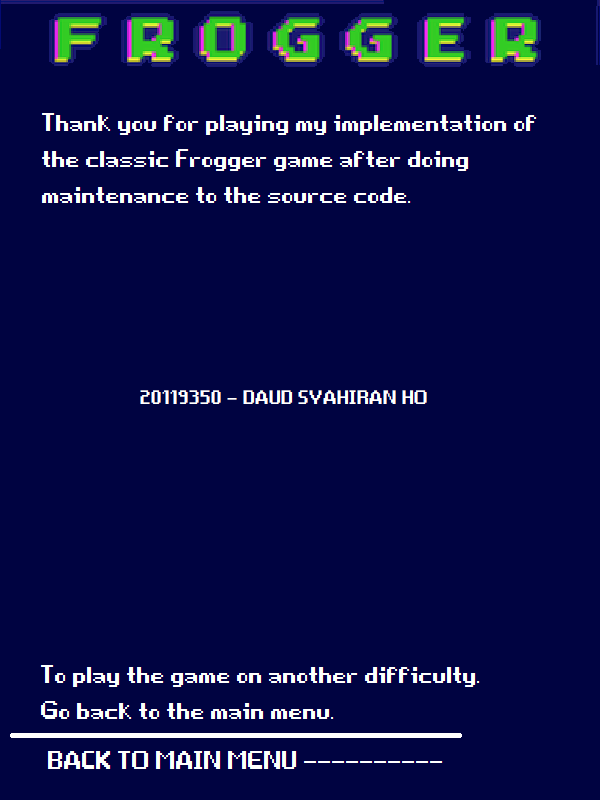 FROGGER
Thank you for playing my implementation of
the classic Frogger game after doing
maintenance to the source code.
20119350 - DAUD SYAHIRAN HO
To play the game on another difficulty.
Go back to the main menu.
BACK TO MAIN MENU ----------